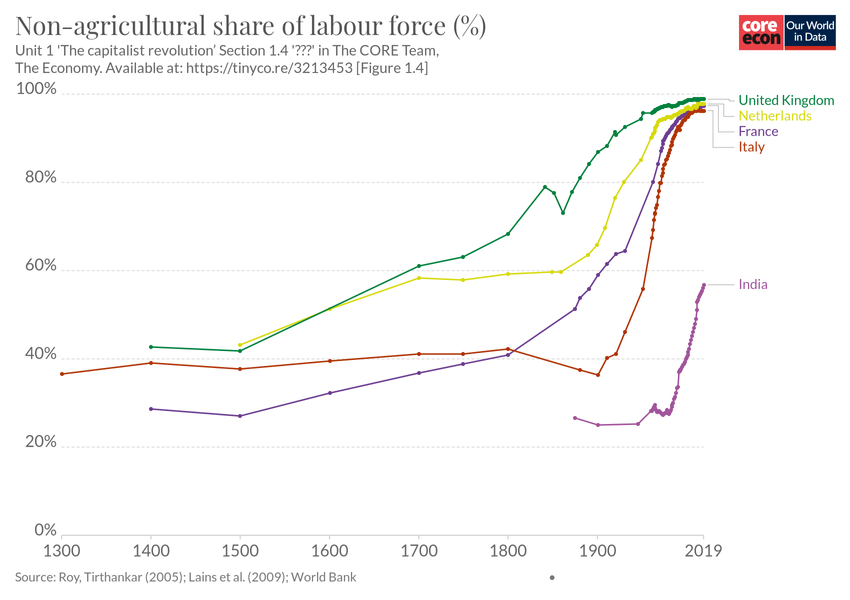 Non-agricultural share of labour force (%)
Unit 1 'The capitalist revolution' Section 1.4 '???' in The CORE Team,
The Economy. Available at: https://tinyco.re/3213453 [Figure 1.4]
core
econ
Our World
in Data
100%
80%
60%
40%
20%
0%
United Kingdom
Netherlands
France
Italy
India
1300
1400
1500
1600
1700
1800
1900
2019
Source: Roy, Tirthankar (2005); Lains et al. (2009); World Bank